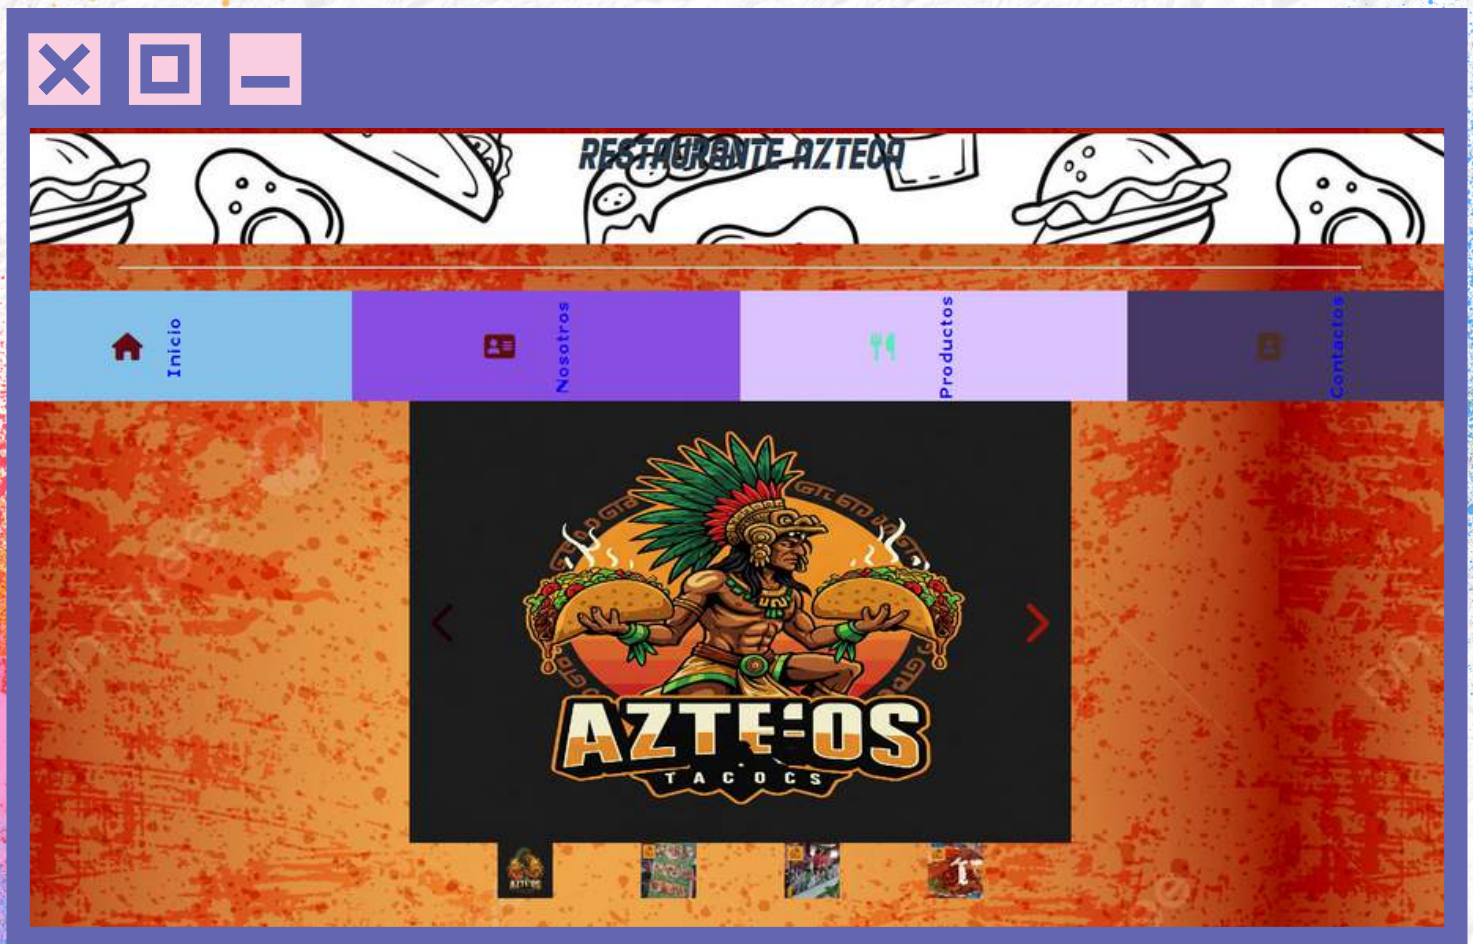 RESTAURANTE AZTECA
Inicio
Nosotros
Productos
Contactos
AZTE
OS
TACOCS